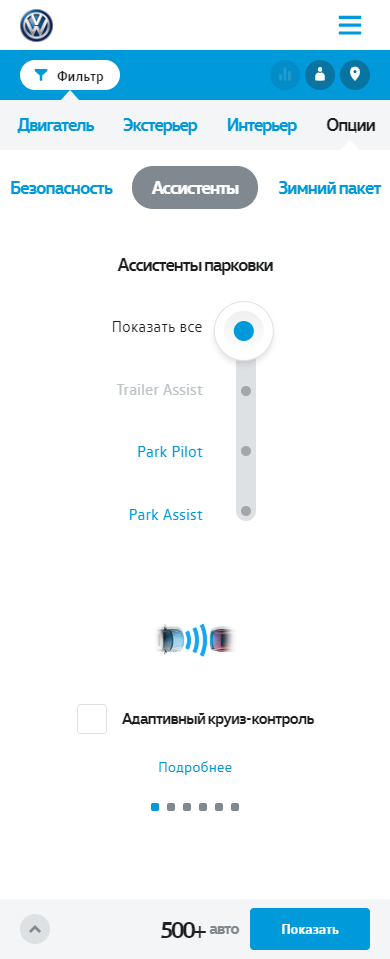 Фильтр
Двигатель Экстерьер Интерьер Опции
Безопасность Ассистенты Зимний пакет
Ассистенты парковки
Показать все
Trailer Assist
Park Pilot
Park Assist
Адаптивный круиз-контроль
Подробнее
500+ авто Показать